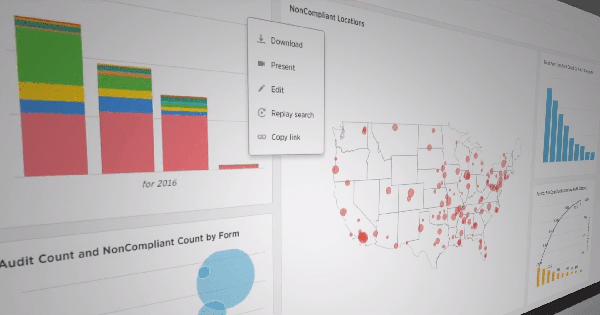 NonCompliant Locations
Download
Present
Edit
Replay search
Copy link
for 2016
Audit Count and NonCompliant Count by Form